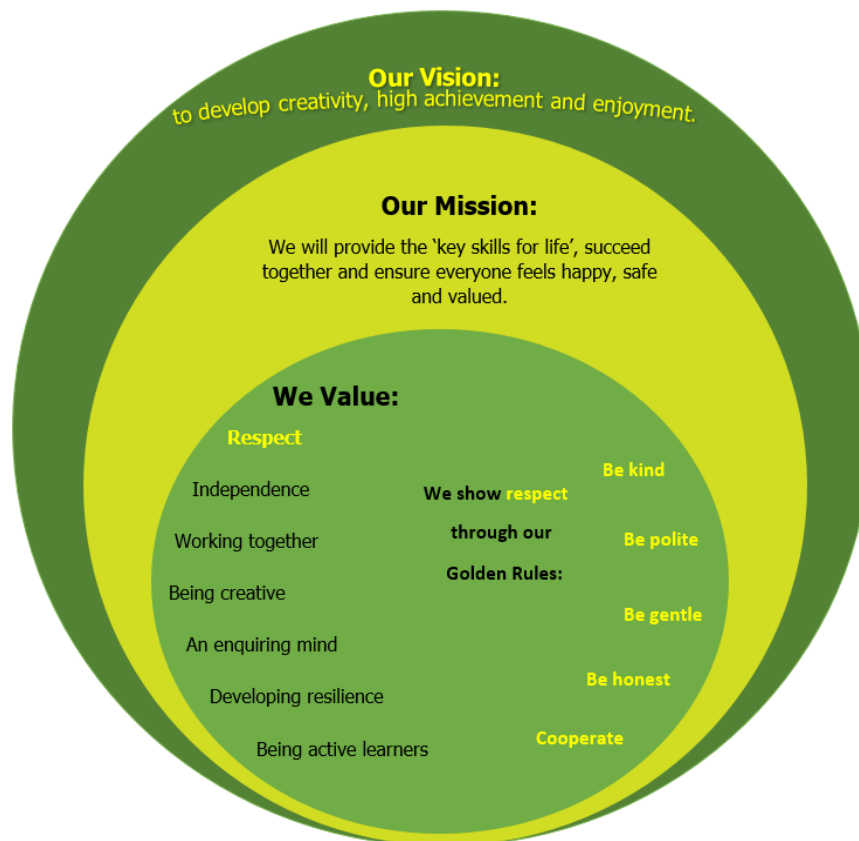 Our Vision:
to develop creativity, high achievement and enjoyment.
Our Mission:
We will provide the ‘key skills for life’, succeed
together and ensure everyone feels happy, safe
and valued.
We Value:
Respect
Independence
Working together
Being creative
An enquiring mind
Developing resilience
Being active learners
We show respect
through our
Golden Rules:
Be kind
Be polite
Be gentle
Be honest
Cooperate